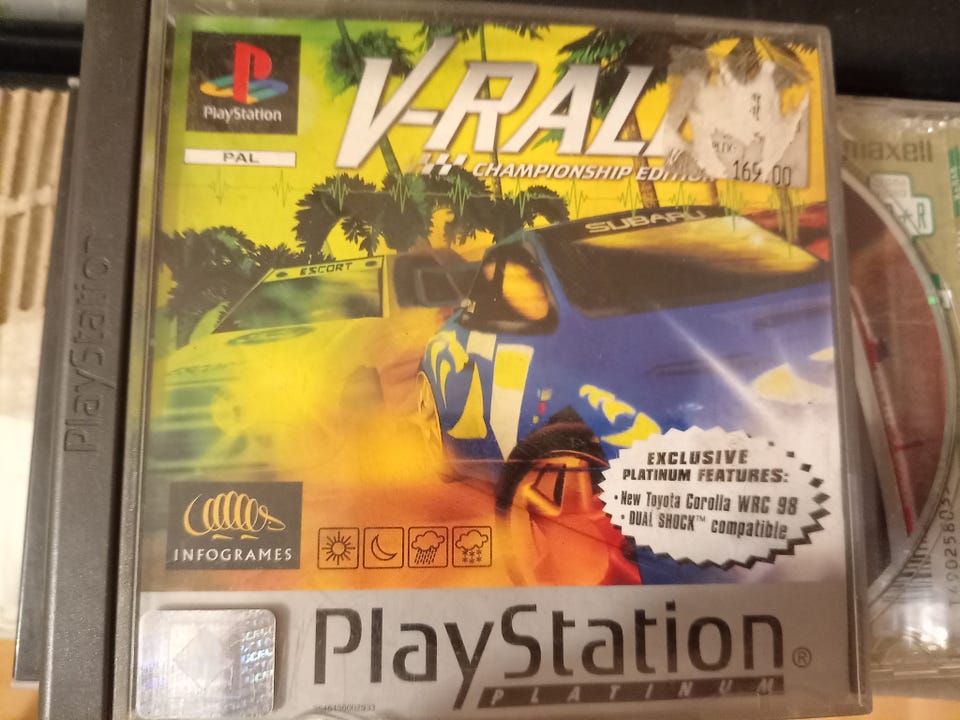 PlayStation
PAL
V-RALL
CHAMPIONSHIP EDITIO
169.00
maxell
SUBARU
ESCORT
PlayStation
EXCLUSIVE
PLATINUM FEATURES:
• New Toyota Corolla WRC 98
• DUAL SHOCK™ compatible
INFOGRAMES
PlayStation®
PLATINUM